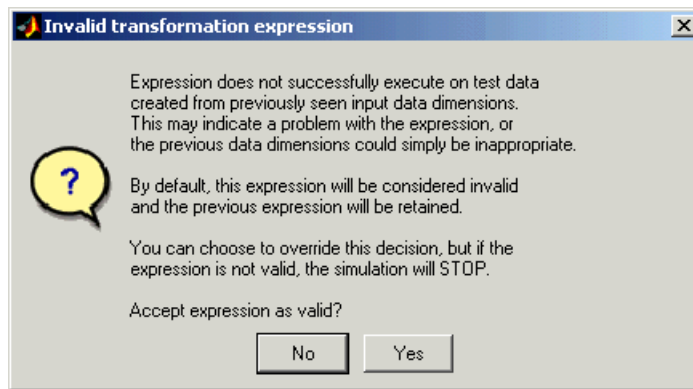 Invalid transformation expression
Expression does not successfully execute on test data
created from previously seen input data dimensions.
This may indicate a problem with the expression, or
the previous data dimensions could simply be inappropriate.
By default, this expression will be considered invalid
and the previous expression will be retained.
You can choose to override this decision, but if the
expression is not valid, the simulation will STOP.
Accept expression as valid?
No Yes